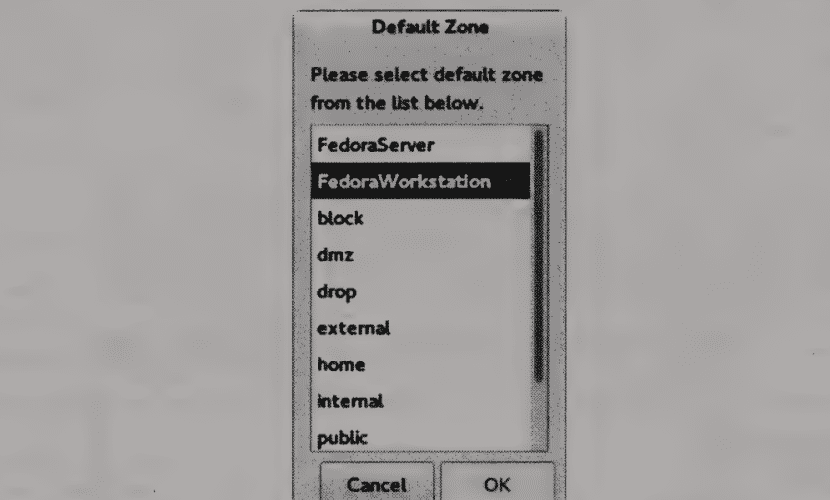 Default Zone
Please select default zone
from the list below.
FedoraServer
FedoraWorkstation
block
dmz
drop
external
home
internal
public
Cancel
OK